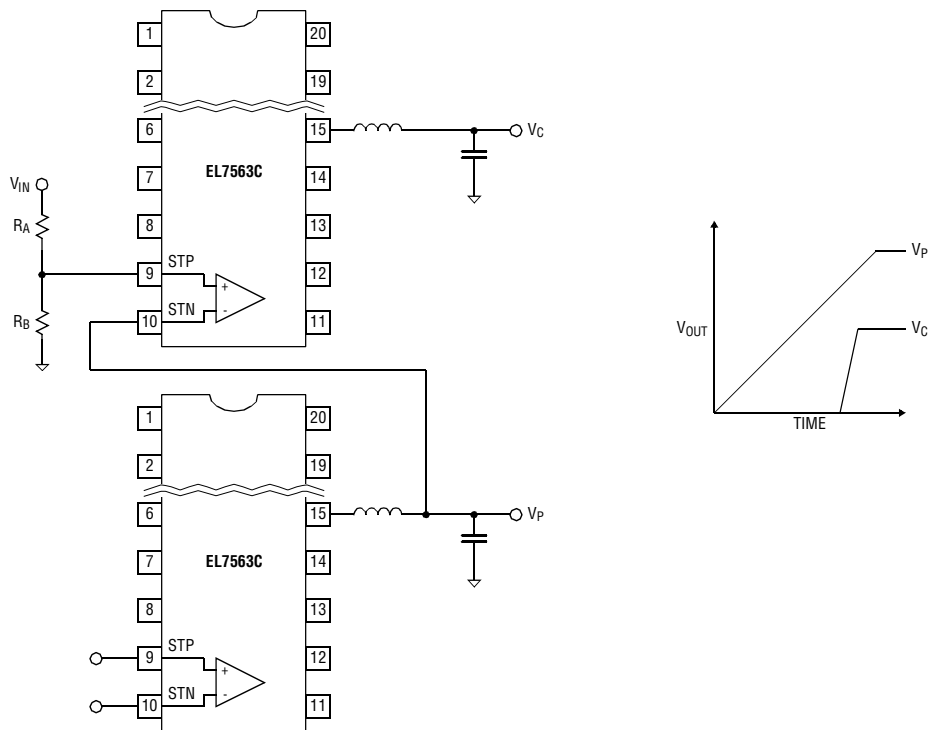 1 20
2 19
6 15 V_C
7 EL7563C 14
V_IN
8 13
R_A
9 STP + 12
R_B
10 STN - 11
1 20
2 19
6 15 V_P
7 EL7563C 14
8 13
9 STP + 12
10 STN - 11
V_P
V_OUT V_C
TIME